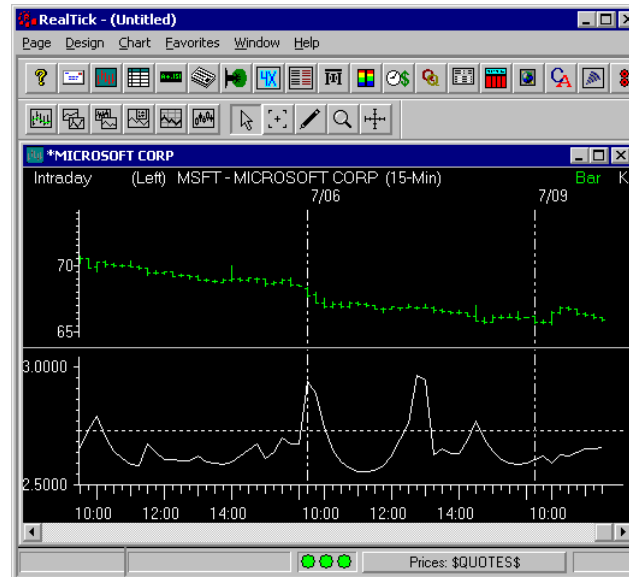 RealTick - (Untitled)
Page Design Chart Favorites Window Help
4X
CA
*MICROSOFT CORP
Intraday (Left) MSFT - MICROSOFT CORP (15-Min) Bar K
7/06 7/09
70
65
3.0000
2.5000
10:00 12:00 14:00 10:00 12:00 14:00 10:00
Prices: $QUOTES$